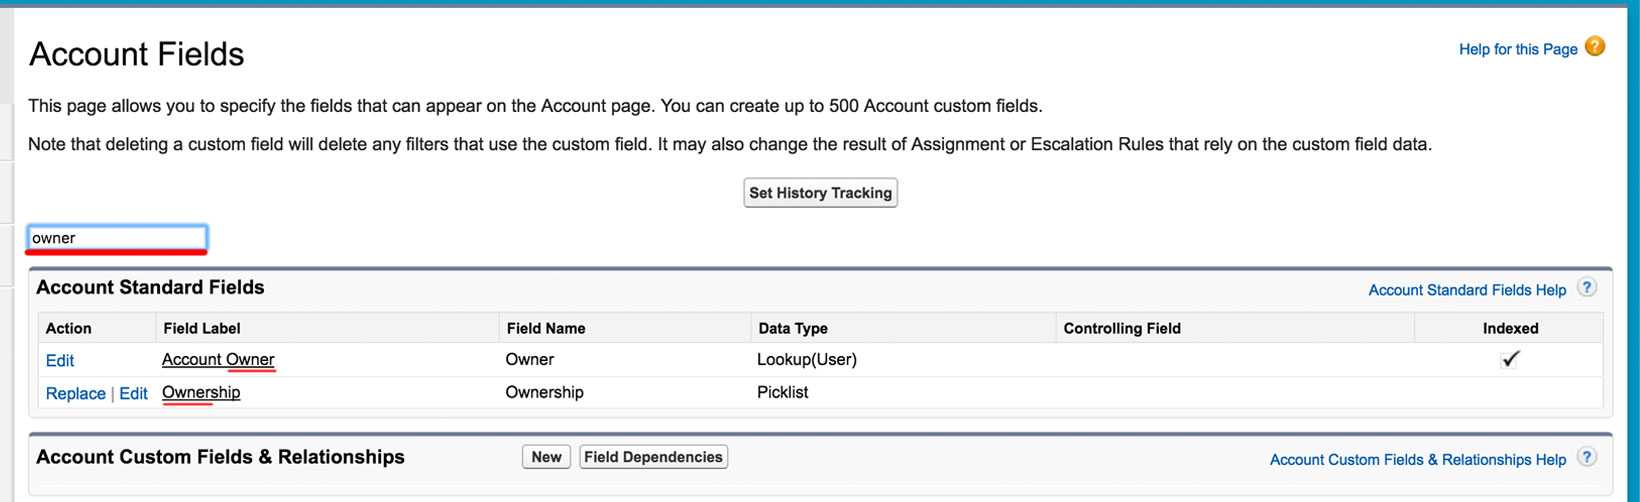 Account Fields
Help for this Page ?
This page allows you to specify the fields that can appear on the Account page. You can create up to 500 Account custom fields.
Note that deleting a custom field will delete any filters that use the custom field. It may also change the result of Assignment or Escalation Rules that rely on the custom field data.
Set History Tracking
owner
Account Standard Fields Account Standard Fields Help ?
Action Field Label Field Name Data Type Controlling Field Indexed
Edit Account Owner Owner Lookup(User)
Replace | Edit Ownership Ownership Picklist
Account Custom Fields & Relationships New Field Dependencies Account Custom Fields & Relationships Help ?